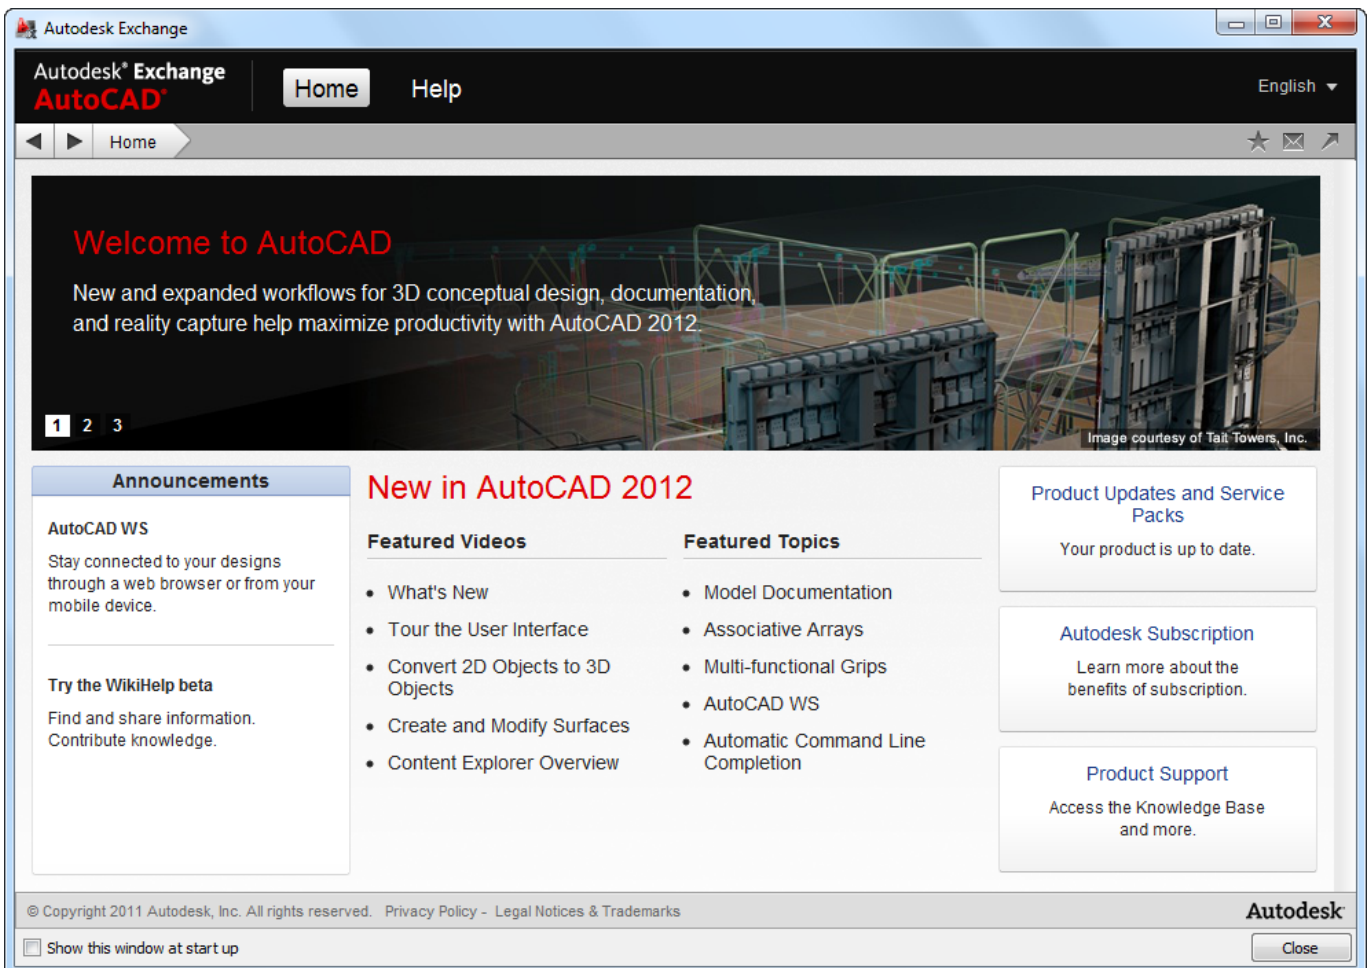 Autodesk Exchange
Autodesk® Exchange
AutoCAD®
Home
Help
English
Home
Welcome to AutoCAD
New and expanded workflows for 3D conceptual design, documentation,
and reality capture help maximize productivity with AutoCAD 2012.
1 2 3
Image courtesy of Tait Towers, Inc.
Announcements
AutoCAD WS
Stay connected to your designs
through a web browser or from your
mobile device.
Try the WikiHelp beta
Find and share information.
Contribute knowledge.
New in AutoCAD 2012
Featured Videos
• What's New
• Tour the User Interface
• Convert 2D Objects to 3D
Objects
• Create and Modify Surfaces
• Content Explorer Overview
Featured Topics
• Model Documentation
• Associative Arrays
• Multi-functional Grips
• AutoCAD WS
• Automatic Command Line
Completion
Product Updates and Service
Packs
Your product is up to date.
Autodesk Subscription
Learn more about the
benefits of subscription.
Product Support
Access the Knowledge Base
and more.
© Copyright 2011 Autodesk, Inc. All rights reserved. Privacy Policy - Legal Notices & Trademarks
Autodesk
Show this window at start up
Close